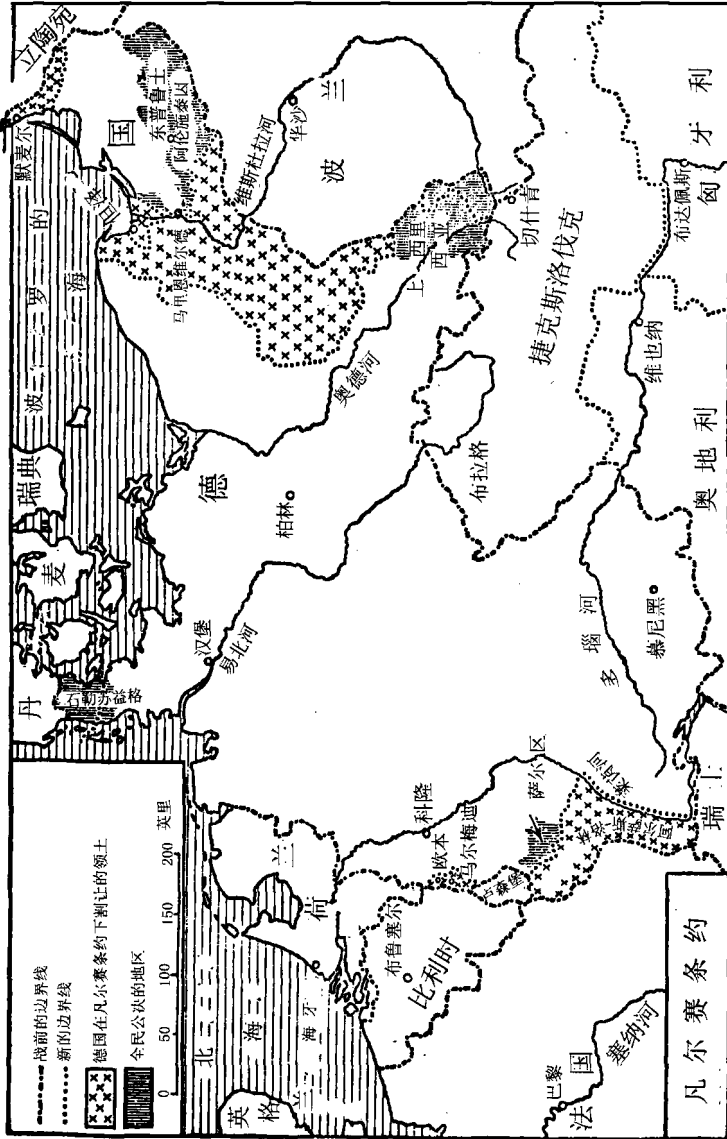 凡尔赛条约
战前的边界线
新的边界线
德国在凡尔赛条约下割让的领土
全民公决的地区
0 50 100 150 200 英里
立陶宛
默麦尔
波罗的海
瑞典
丹麦
石勒苏益格
北海
英格兰
海牙
荷兰
汉堡
易北河
德国
柏林
但泽
东普鲁士
阿伦施泰因
马里恩维尔德
维斯杜拉河
华沙
波兰
奥德河
上西里西亚
切什肯
捷克斯洛伐克
布拉格
布达佩斯
匈牙利
维也纳
奥地利
多瑙河
慕尼黑
瑞士
莱茵河
萨尔区
科隆
欧本
马尔梅迪
卢森堡
布鲁塞尔
比利时
巴黎
塞纳河
法国